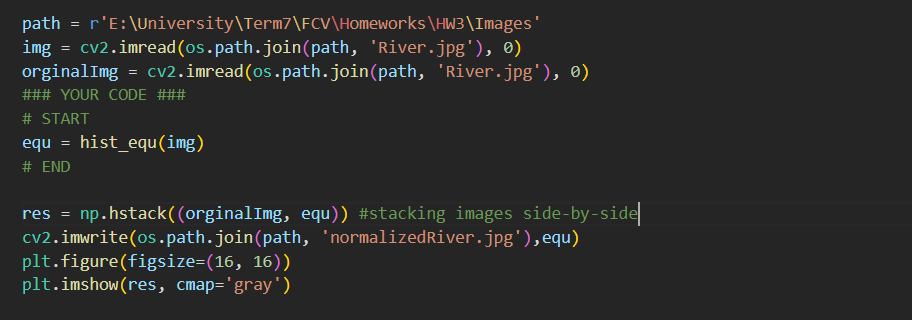 path = r'E:\University\Term7\FCV\Homeworks\HW3\Images'
img = cv2.imread(os.path.join(path, 'River.jpg'), 0)
orginalImg = cv2.imread(os.path.join(path, 'River.jpg'), 0)
### YOUR CODE ###
# START
equ = hist_equ(img)
# END
res = np.hstack((orginalImg, equ)) #stacking images side-by-side
cv2.imwrite(os.path.join(path, 'normalizedRiver.jpg'),equ)
plt.figure(figsize=(16, 16))
plt.imshow(res, cmap='gray')